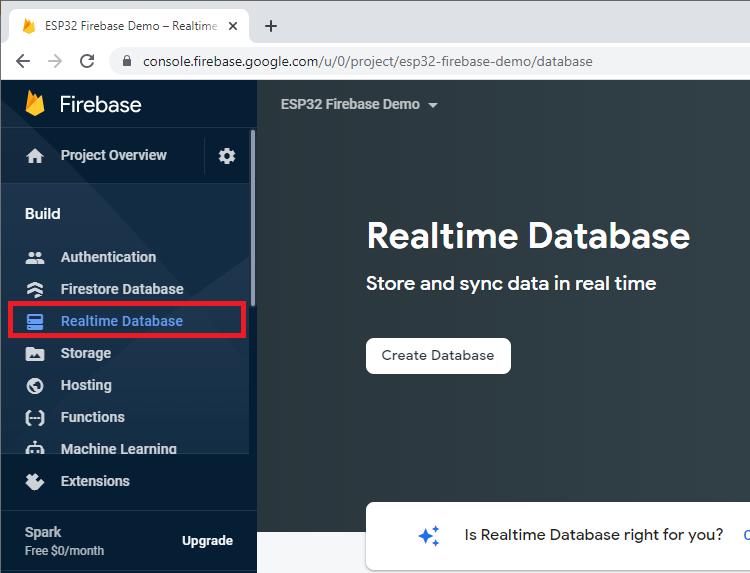 ESP32 Firebase Demo – Realtime
console.firebase.google.com/u/0/project/esp32-firebase-demo/database
Firebase
ESP32 Firebase Demo
Project Overview
Build
Authentication
Firestore Database
Realtime Database
Storage
Hosting
Functions
Machine Learning
Extensions
Spark
Free $0/month
Upgrade
Realtime Database
Store and sync data in real time
Create Database
Is Realtime Database right for you?